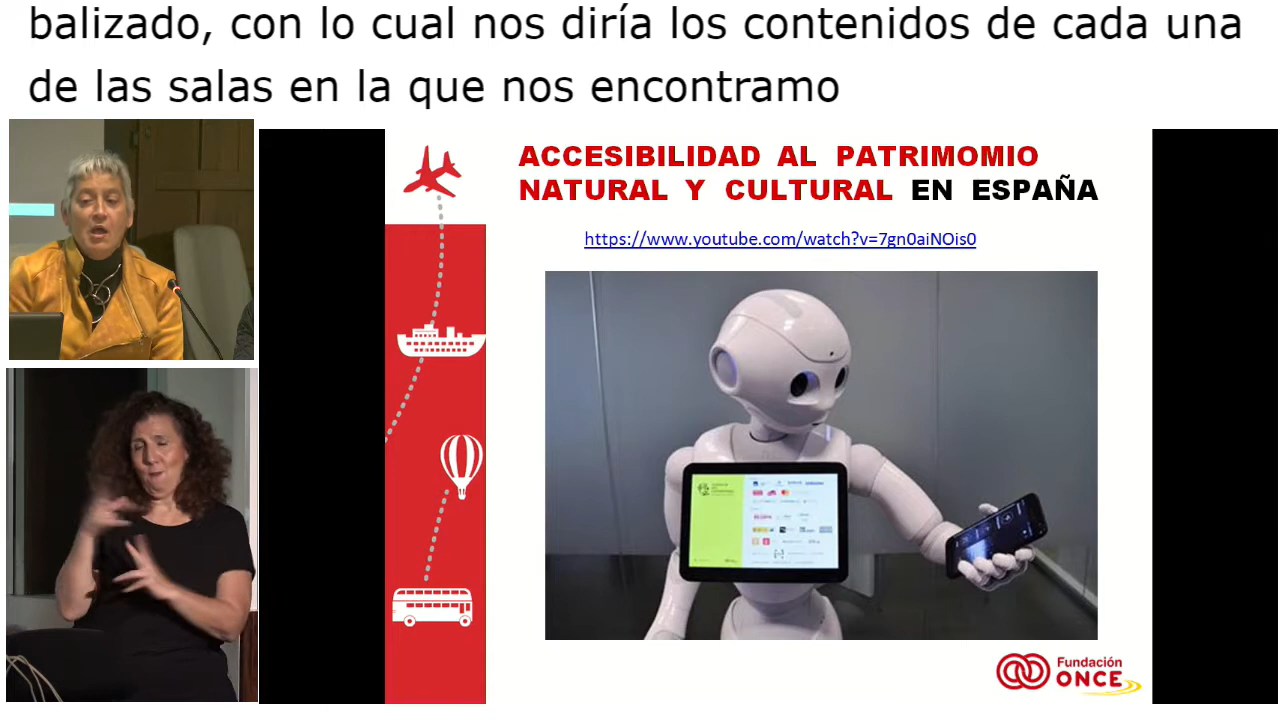 balizado, con lo cual nos diría los contenidos de cada una
de las salas en la que nos encontramo
ACCESIBILIDAD AL PATRIMOMIO
NATURAL Y CULTURAL EN ESPAÑA
https://www.youtube.com/watch?v=7gn0aiNOis0
Fundación
ONCE